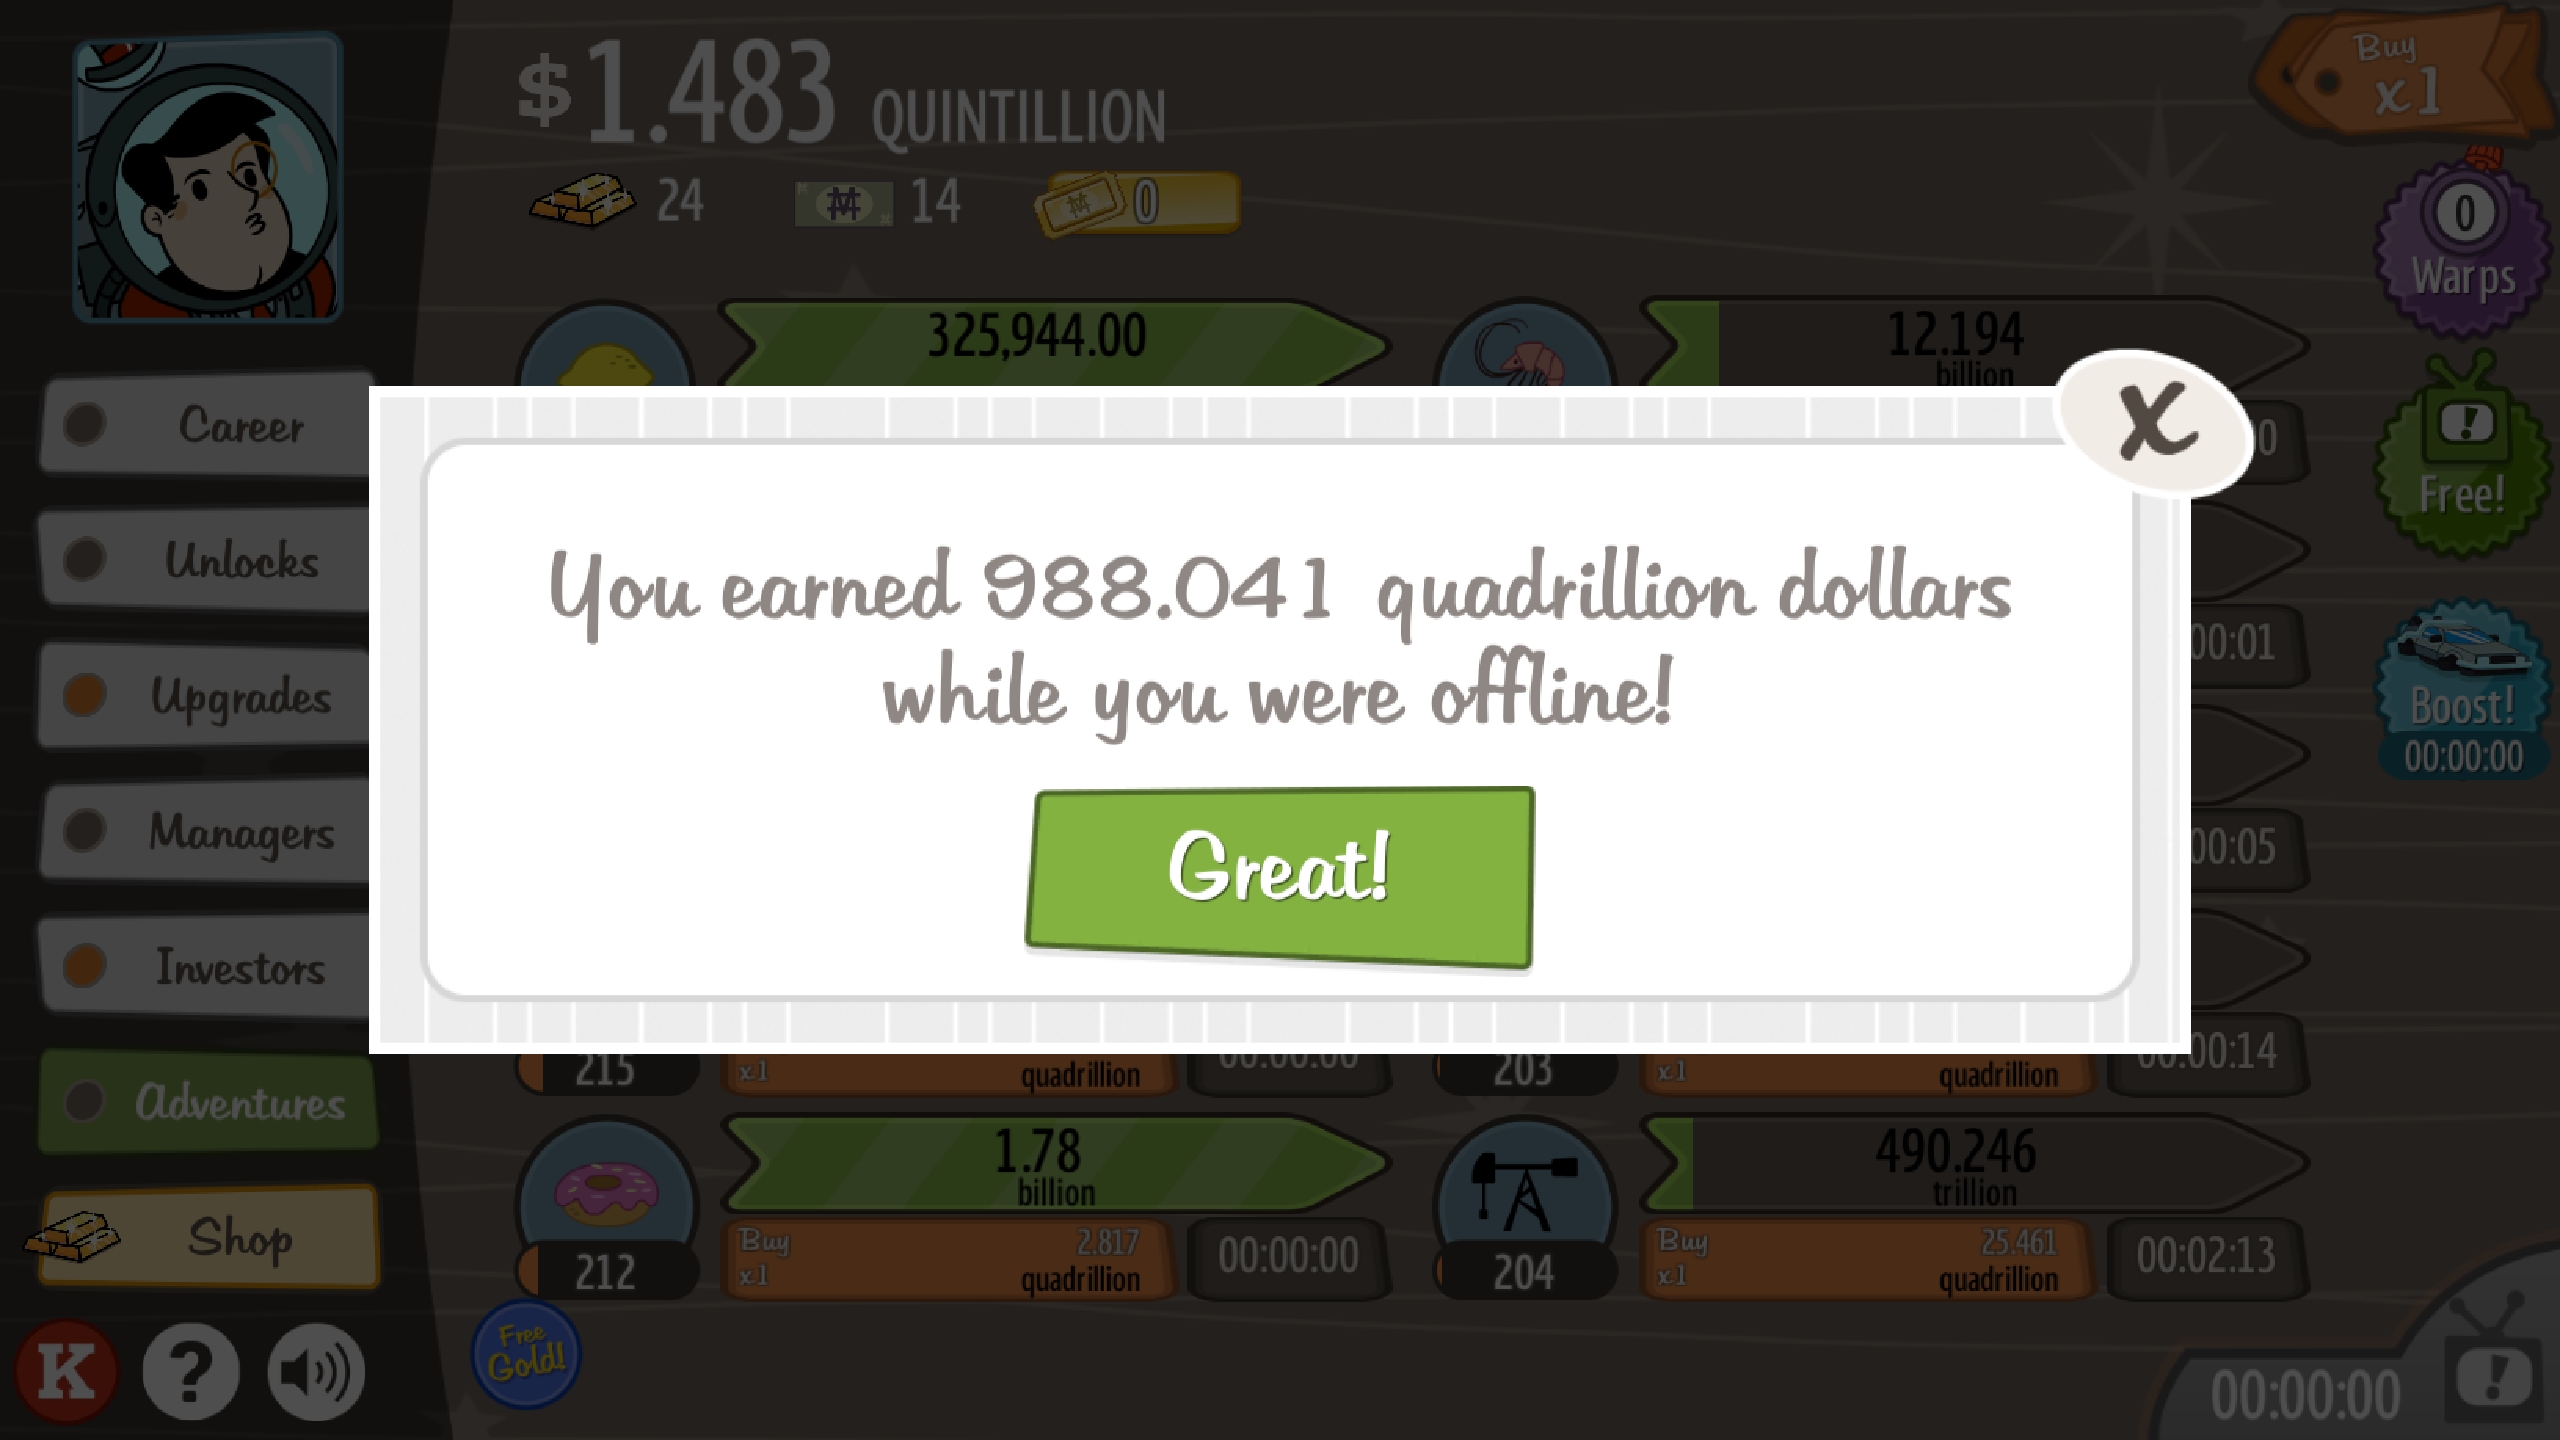 $1.483 QUINTILLION
24 14 0
Buy
x1
0
Warps
325,944.00
12.194
billion
Free!
Boost!
00:00:00
Career
Unlocks
Upgrades
Managers
Investors
Adventures
Shop
You earned 988.041 quadrillion dollars
while you were offline!
Great!
X
0
00:01
00:05
215
x1
quadrillion
00:00:00
203
x1
quadrillion
00:00:14
1.78
billion
212
Buy 2.817
x1 quadrillion
00:00:00
490.246
trillion
204
Buy 25.461
x1 quadrillion
00:02:13
K ?
Free
Gold!
00:00:00
!